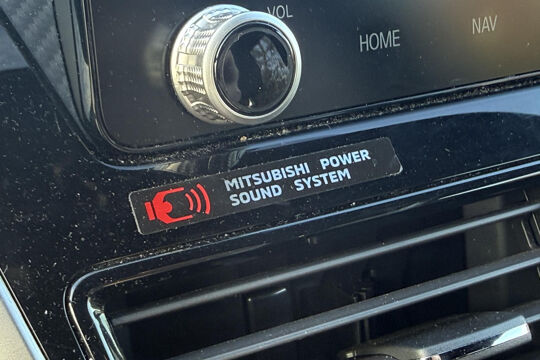 VOL
HOME
NAV
MITSUBISHI POWER
SOUND SYSTEM